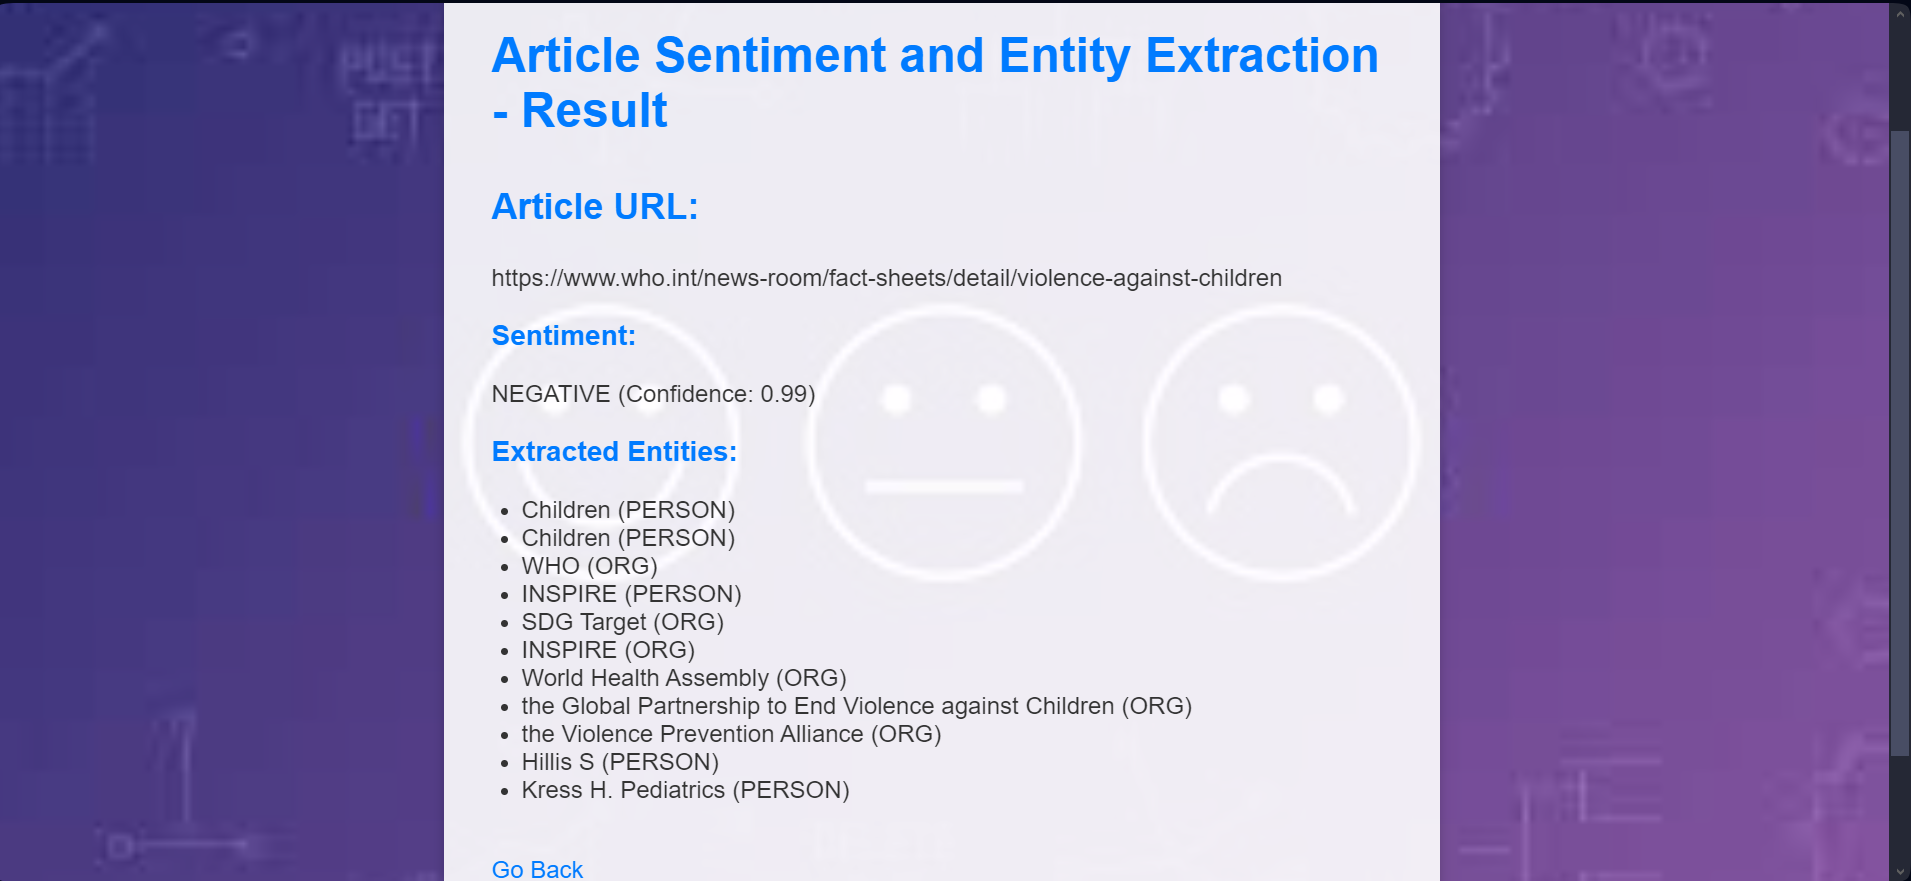 POST
GET
Article Sentiment and Entity Extraction
- Result
Article URL:
https://www.who.int/news-room/fact-sheets/detail/violence-against-children
Sentiment:
NEGATIVE (Confidence: 0.99)
Extracted Entities:
• Children (PERSON)
• Children (PERSON)
• WHO (ORG)
• INSPIRE (PERSON)
• SDG Target (ORG)
• INSPIRE (ORG)
• World Health Assembly (ORG)
• the Global Partnership to End Violence against Children (ORG)
• the Violence Prevention Alliance (ORG)
• Hillis S (PERSON)
• Kress H. Pediatrics (PERSON)
Go Back